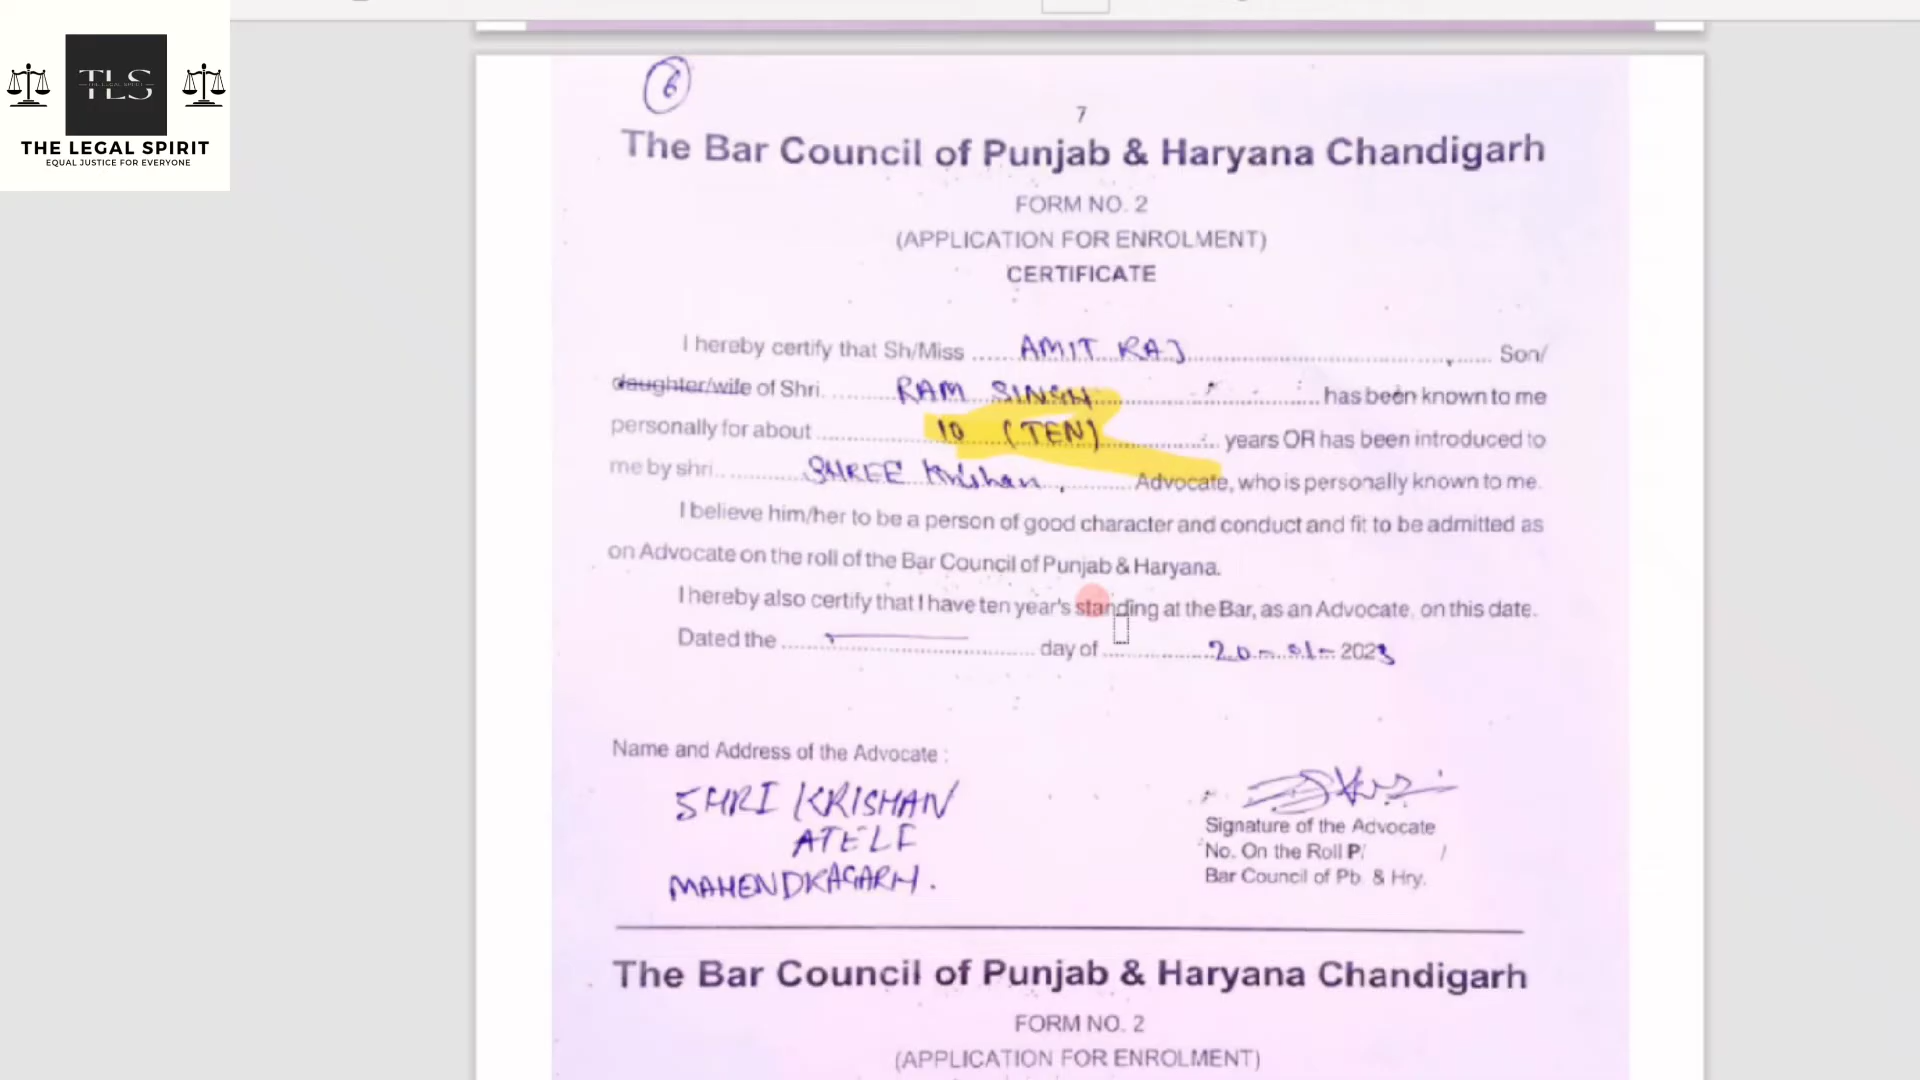 TLS
THE LEGAL SPIRIT
THE LEGAL SPIRIT
EQUAL JUSTICE FOR EVERYONE
6
7
The Bar Council of Punjab & Haryana Chandigarh
FORM NO. 2
(APPLICATION FOR ENROLMENT)
CERTIFICATE
I hereby certify that Sh/Miss ...... AMIT RAJ ...... Son/
daughter/wife of Shri. ...... RAM SINGH ...... has been known to me
personally for about ...... 10 (TEN) ...... years OR has been introduced to
me by shri. ...... SHREE Krishan, ...... Advocate, who is personally known to me.
I believe him/her to be a person of good character and conduct and fit to be admitted as
on Advocate on the roll of the Bar Council of Punjab & Haryana.
I hereby also certify that I have ten year's standing at the Bar, as an Advocate, on this date.
Dated the ...... day of ...... 20-01-2023
Name and Address of the Advocate :
SHRI KRISHAN
ATELI
MAHENDRAGARH.
Signature of the Advocate
No. On the Roll P/ /
Bar Council of Pb. & Hry.
The Bar Council of Punjab & Haryana Chandigarh
FORM NO. 2
(APPLICATION FOR ENROLMENT)